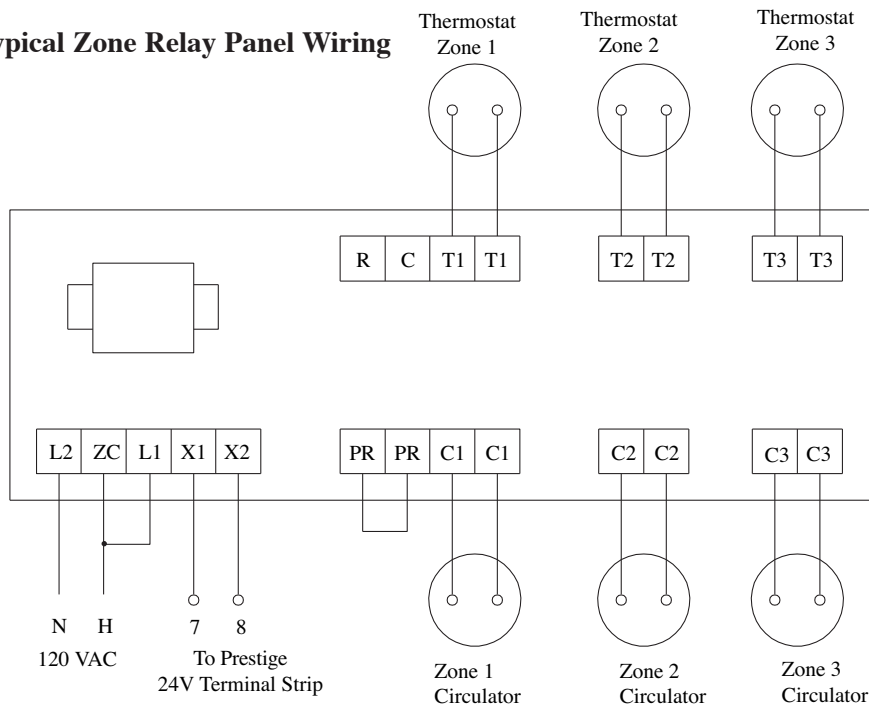 Typical Zone Relay Panel Wiring
Thermostat
Zone 1
Thermostat
Zone 2
Thermostat
Zone 3
R C T1 T1
T2 T2
T3 T3
L2 ZC L1 X1 X2
PR PR C1 C1
C2 C2
C3 C3
N H
120 VAC
7 8
To Prestige
24V Terminal Strip
Zone 1
Circulator
Zone 2
Circulator
Zone 3
Circulator